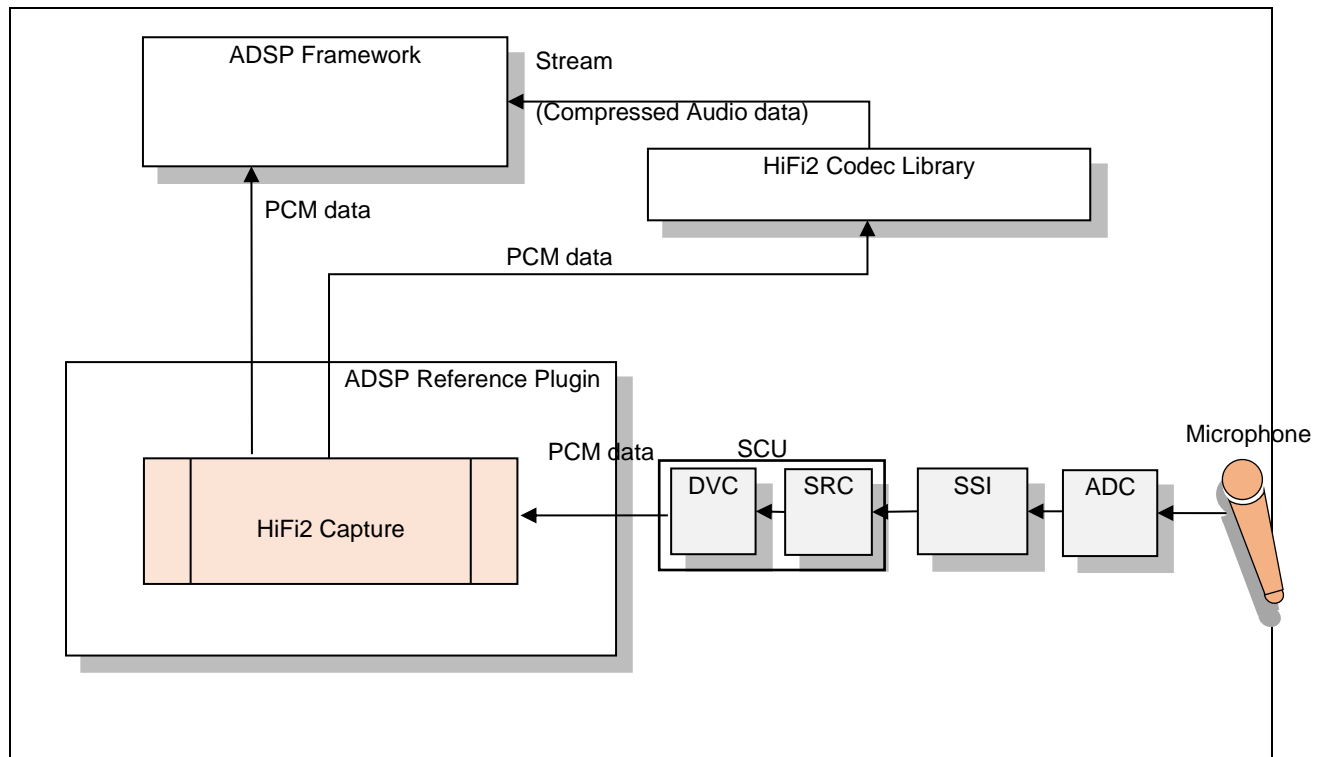 ADSP Framework
Stream
(Compressed Audio data)
HiFi2 Codec Library
PCM data
PCM data
ADSP Reference Plugin
Microphone
PCM data
SCU
DVC
SRC
SSI
ADC
HiFi2 Capture